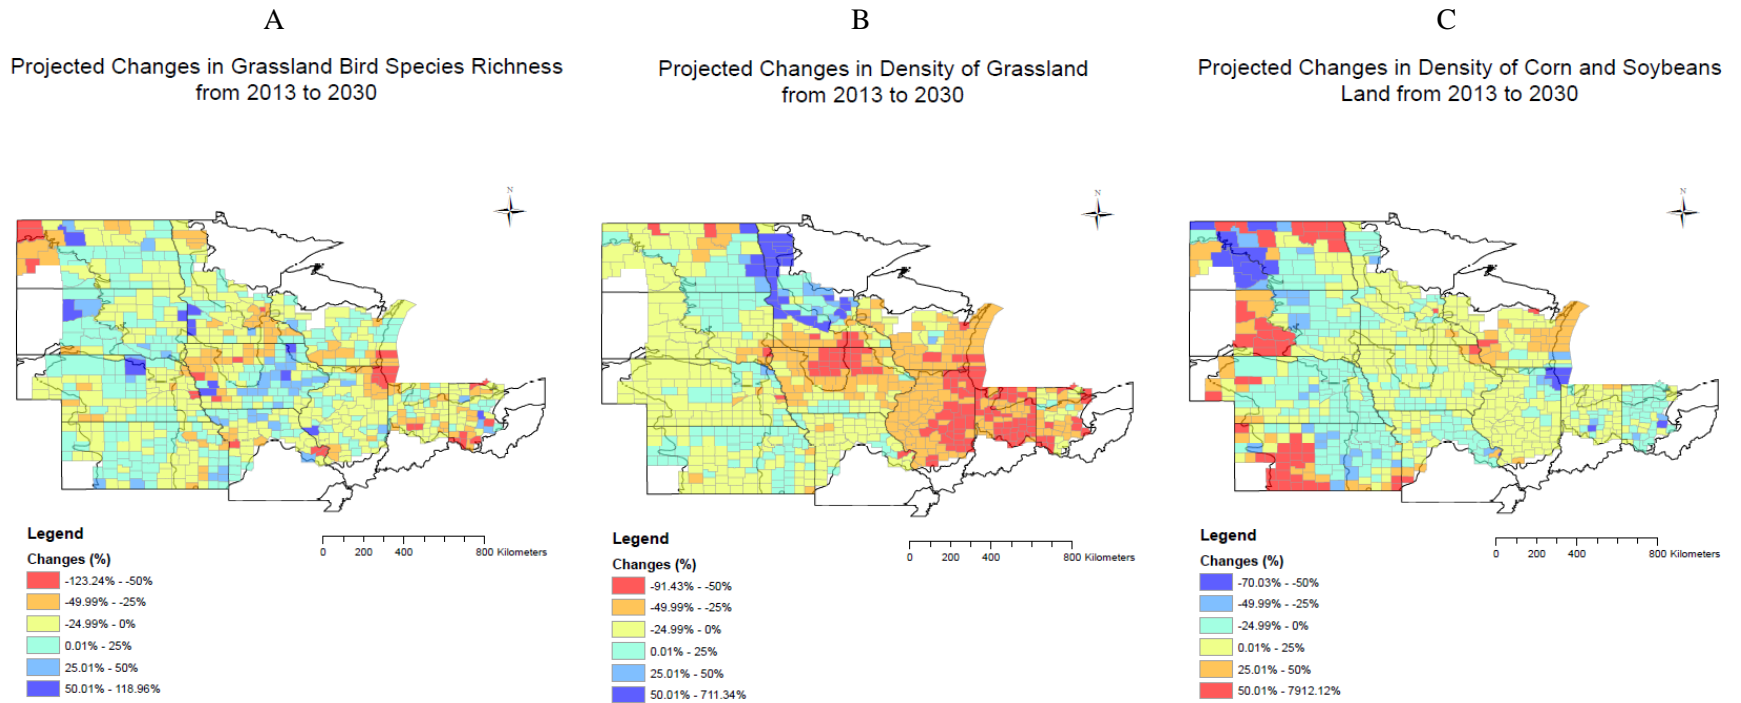 A
Projected Changes in Grassland Bird Species Richness
from 2013 to 2030
N
Legend
Changes (%)
-123.24% - -50%
-49.99% - -25%
-24.99% - 0%
0.01% - 25%
25.01% - 50%
50.01% - 118.96%
0 200 400 800 Kilometers
B
Projected Changes in Density of Grassland
from 2013 to 2030
N
Legend
Changes (%)
-91.43% - -50%
-49.99% - -25%
-24.99% - 0%
0.01% - 25%
25.01% - 50%
50.01% - 711.34%
0 200 400 800 Kilometers
C
Projected Changes in Density of Corn and Soybeans
Land from 2013 to 2030
N
Legend
Changes (%)
-70.03% - -50%
-49.99% - -25%
-24.99% - 0%
0.01% - 25%
25.01% - 50%
50.01% - 7912.12%
0 200 400 800 Kilometers